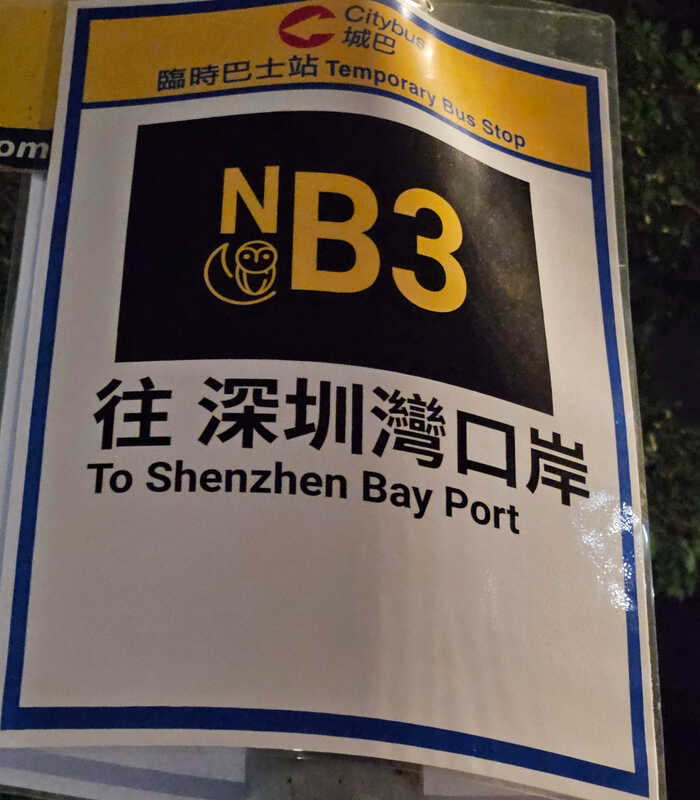 Citybus
城巴
臨時巴士站 Temporary Bus Stop
om
NB3
往 深圳灣口岸
To Shenzhen Bay Port